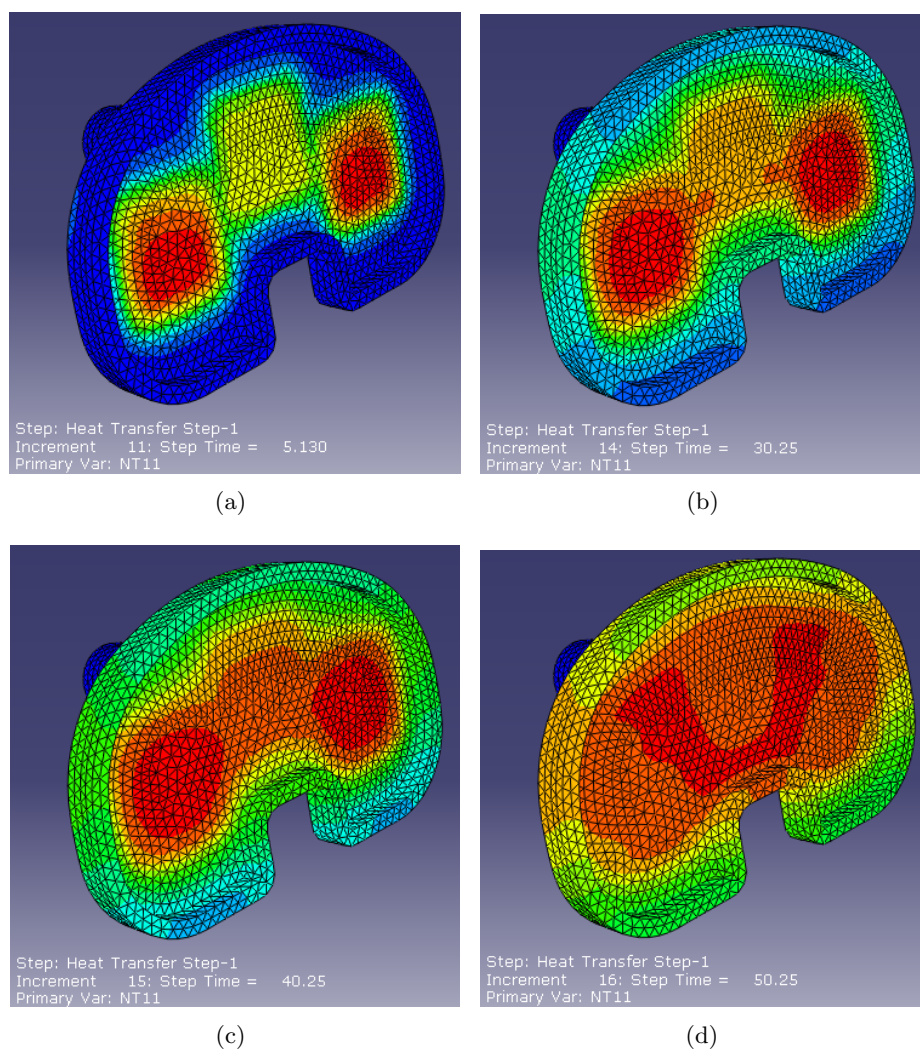 Step: Heat Transfer Step-1
Increment 11: Step Time = 5.130
Primary Var: NT11
(a)
Step: Heat Transfer Step-1
Increment 14: Step Time = 30.25
Primary Var: NT11
(b)
Step: Heat Transfer Step-1
Increment 15: Step Time = 40.25
Primary Var: NT11
(c)
Step: Heat Transfer Step-1
Increment 16: Step Time = 50.25
Primary Var: NT11
(d)